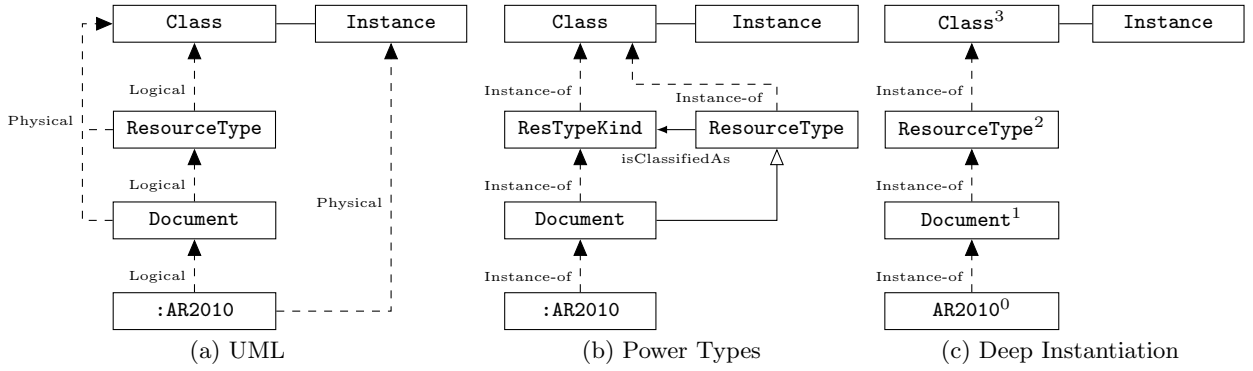 Class Instance
Logical
Physical
ResourceType
Logical
Physical
Document
Logical
:AR2010
(a) UML
Class Instance
Instance-of Instance-of
ResTypeKind ResourceType
isClassifiedAs
Instance-of
Document
Instance-of
:AR2010
(b) Power Types
Class³ Instance
Instance-of
ResourceType²
Instance-of
Document¹
Instance-of
AR2010⁰
(c) Deep Instantiation